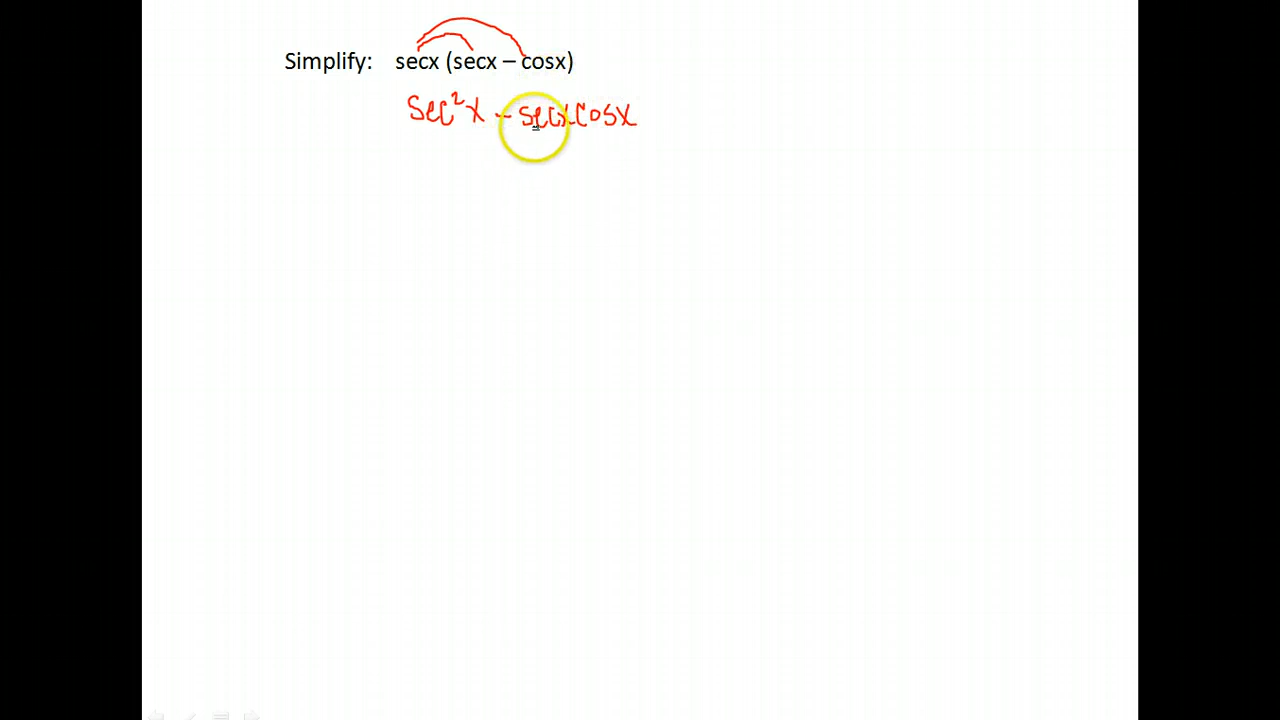 Simplify: secx (secx – cosx)
sec²x - secxcosx